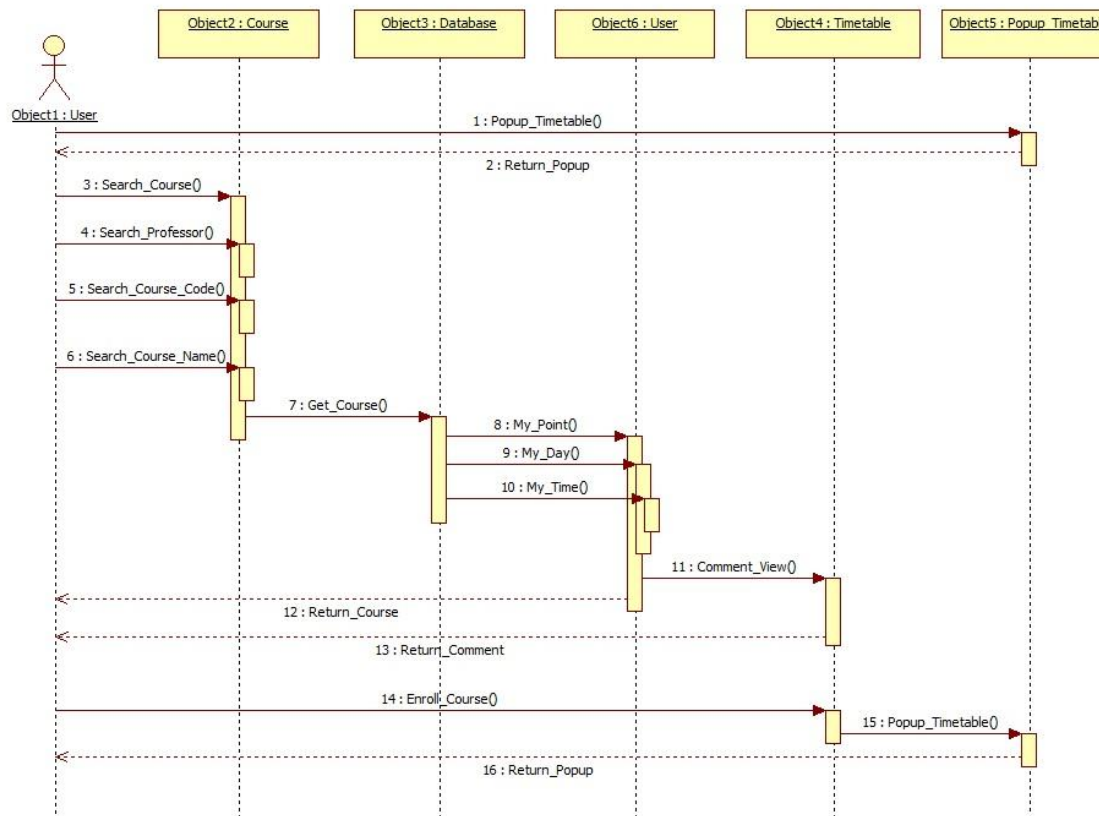 Object2 : Course
Object3 : Database
Object6 : User
Object4 : Timetable
Object5 : Popup_Timetabl
Object1 : User
1 : Popup_Timetable()
2 : Return_Popup
3 : Search_Course()
4 : Search_Professor()
5 : Search_Course_Code()
6 : Search_Course_Name()
7 : Get_Course()
8 : My_Point()
9 : My_Day()
10 : My_Time()
11 : Comment_View()
12 : Return_Course
13 : Return_Comment
14 : Enroll_Course()
15 : Popup_Timetable()
16 : Return_Popup